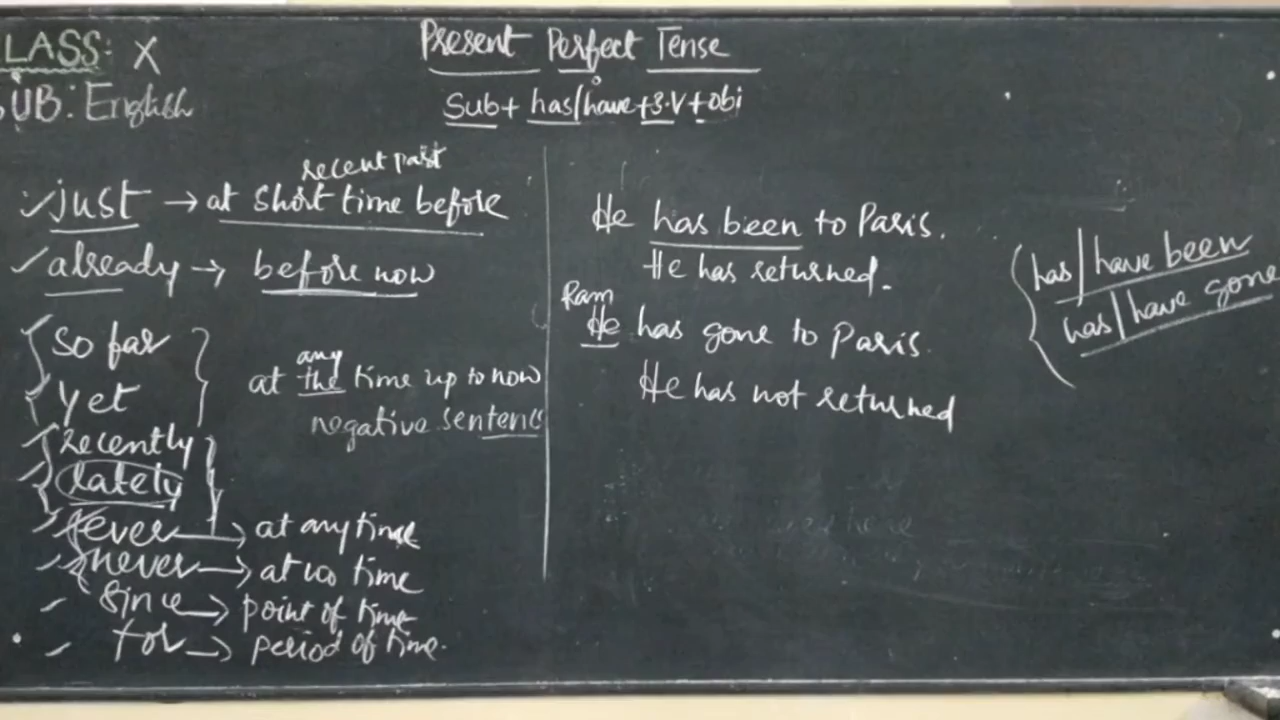 LASS: X
SUB: English
Present Perfect Tense
Sub+ has/have+3.V+obj
recent past
just → at short time before
already → before now
So far
yet
any
at the time up to now
negative sentenc
recently
lately
ever → at any time
never → at no time
Since → point of time
for → period of time.
He has been to Paris.
He has returned.
Ram
He has gone to Paris.
He has not returned
has/have been
has/have gone